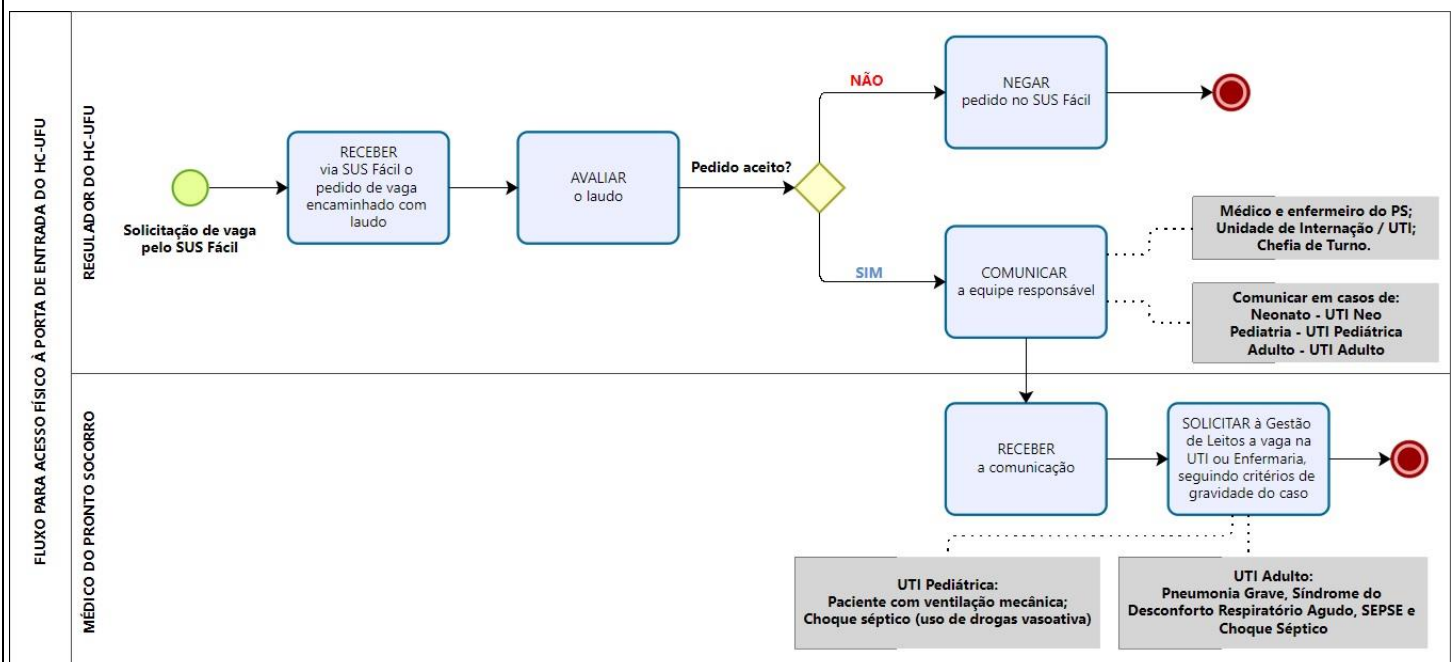 FLUXO PARA ACESSO FÍSICO À PORTA DE ENTRADA DO HC-UFU
REGULADOR DO HC-UFU
Solicitação de vaga
pelo SUS Fácil
RECEBER
via SUS Fácil o
pedido de vaga
encaminhado com
laudo
AVALIAR
o laudo
Pedido aceito?
NÃO
NEGAR
pedido no SUS Fácil
SIM
COMUNICAR
a equipe responsável
Médico e enfermeiro do PS;
Unidade de Internação / UTI;
Chefia de Turno.
Comunicar em casos de:
Neonato - UTI Neo
Pediatria - UTI Pediátrica
Adulto - UTI Adulto
MÉDICO DO PRONTO SOCORRO
RECEBER
a comunicação
SOLICITAR à Gestão
de Leitos a vaga na
UTI ou Enfermaria,
seguindo critérios de
gravidade do caso
UTI Pediátrica:
Paciente com ventilação mecânica;
Choque séptico (uso de drogas vasoativa)
UTI Adulto:
Pneumonia Grave, Síndrome do
Desconforto Respiratório Agudo, SEPSE e
Choque Séptico